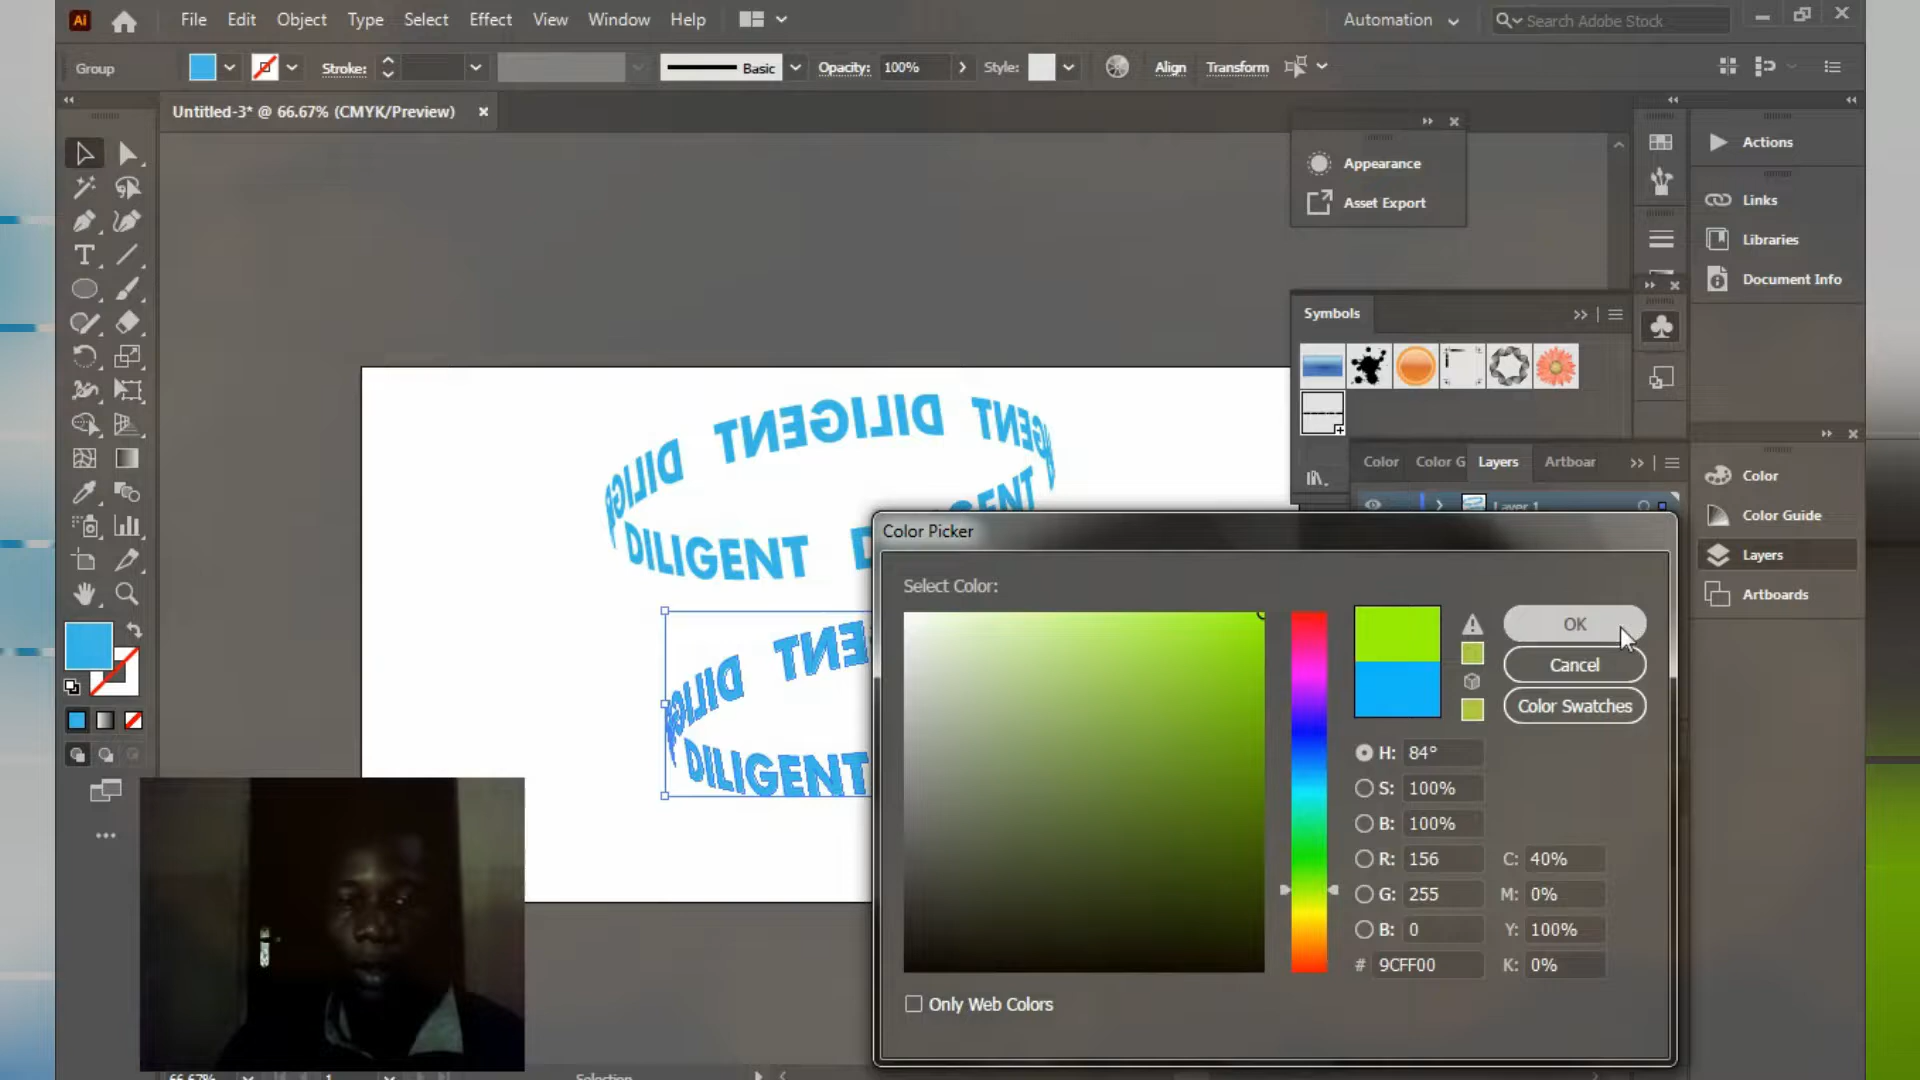 Ai File Edit Object Type Select Effect View Window Help Automation Search Adobe Stock
Group Stroke: Basic Opacity: 100% Style: Align Transform
Untitled-3* @ 66.67% (CMYK/Preview)
Actions
Appearance
Asset Export
Links
Libraries
Document Info
Symbols
Color Color G Layers Artboar
Layer 1
Color
Color Guide
Layers
Artboards
DILIGENT DILIGENT
DILIGENT
DILIGENT
Color Picker
Select Color:
OK
Cancel
Color Swatches
H: 84°
S: 100%
B: 100%
R: 156 C: 40%
G: 255 M: 0%
B: 0 Y: 100%
# 9CFF00 K: 0%
Only Web Colors
66.67% 1 Selection